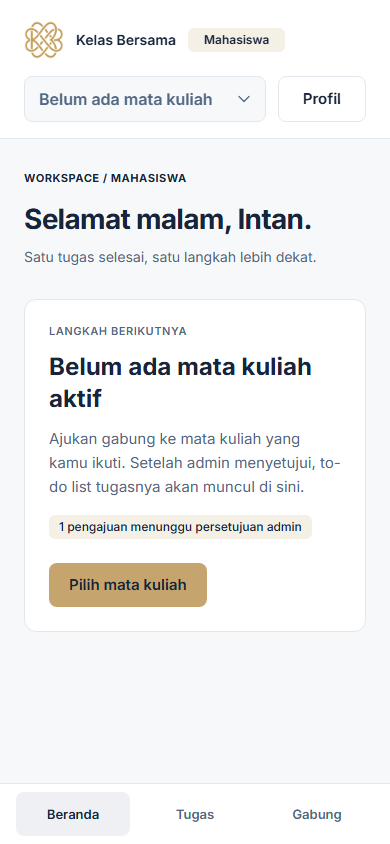 Kelas Bersama
Mahasiswa
Belum ada mata kuliah
Profil
WORKSPACE / MAHASISWA
Selamat malam, Intan.
Satu tugas selesai, satu langkah lebih dekat.
LANGKAH BERIKUTNYA
Belum ada mata kuliah
aktif
Ajukan gabung ke mata kuliah yang
kamu ikuti. Setelah admin menyetujui, to-
do list tugasnya akan muncul di sini.
1 pengajuan menunggu persetujuan admin
Pilih mata kuliah
Beranda
Tugas
Gabung